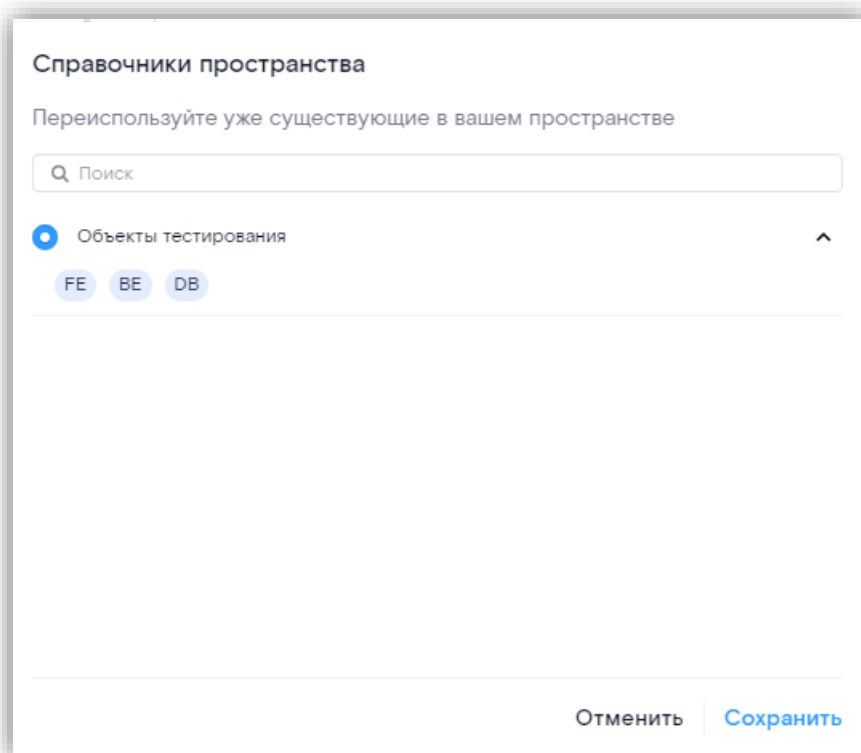 Справочники пространства
Переиспользуйте уже существующие в вашем пространстве
Поиск
Объекты тестирования
FE BE DB
Отменить Сохранить